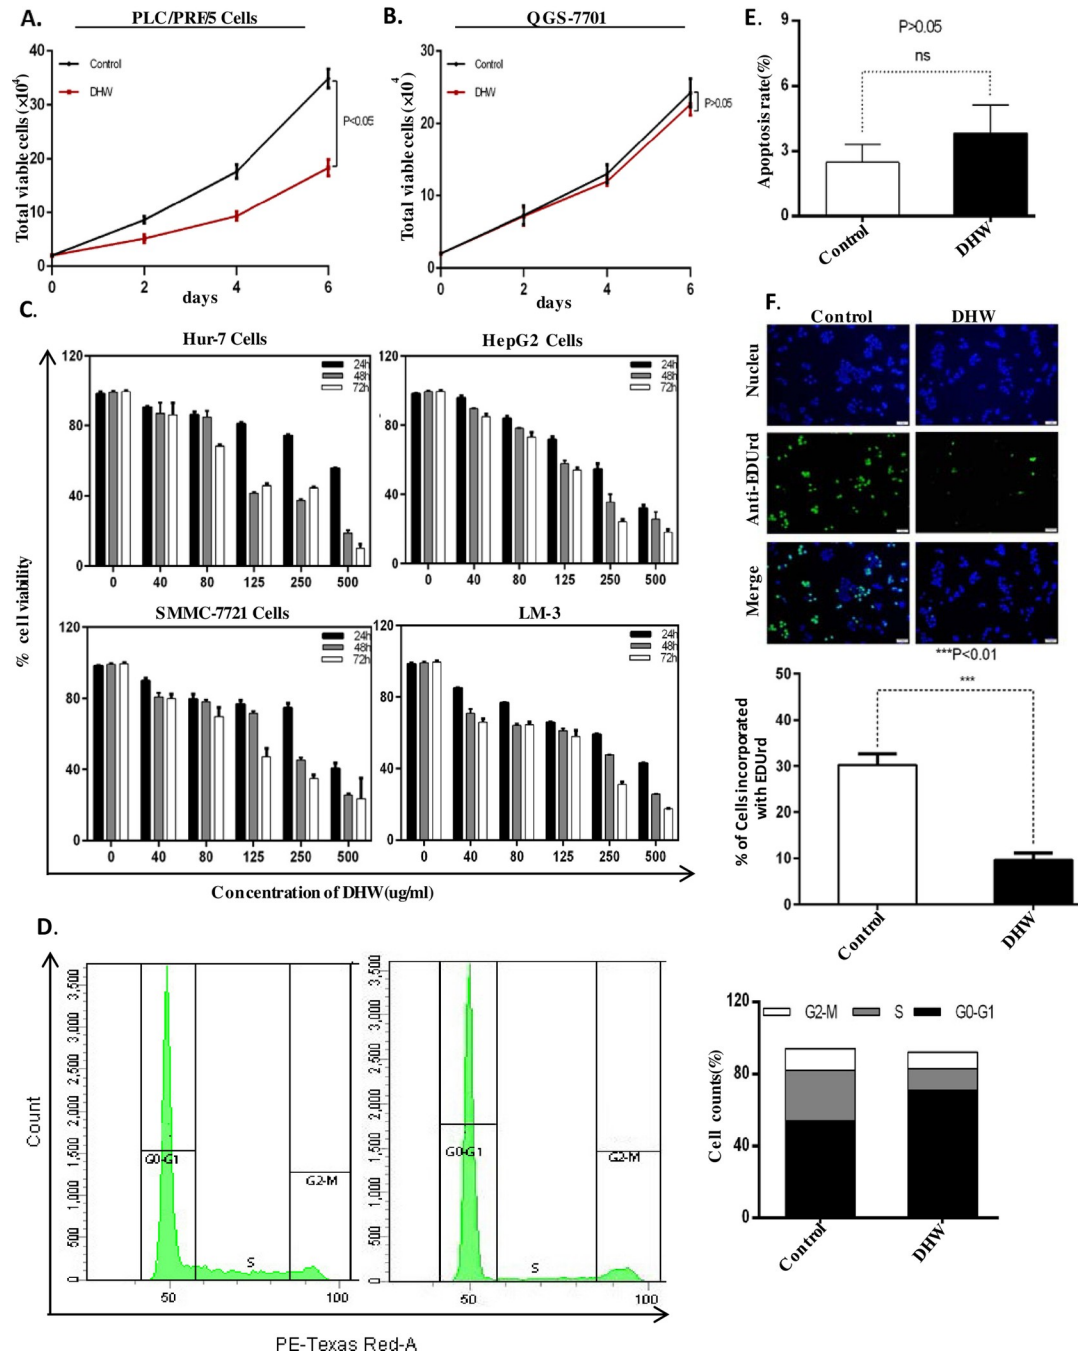 A.
PLC/PRF/5 Cells
Total viable cells (×10⁴)
40
30
20
10
0
Control
DHW
P<0.05
0 2 4 6
days
B.
QGS-7701
Total viable cells (×10⁴)
30
20
10
0
Control
DHW
P>0.05
0 2 4 6
days
E.
Apoptosis rate(%)
9
6
3
0
P>0.05
ns
Control
DHW
C.
% cell viability
Hur-7 Cells
120
80
40
0
24h
48h
72h
0 40 80 125 250 500
HepG2 Cells
120
80
40
0
24h
48h
72h
0 40 80 125 250 500
SMMC-7721 Cells
120
80
40
0
24h
48h
72h
0 40 80 125 250 500
LM-3
120
80
40
0
24h
48h
72h
0 40 80 125 250 500
Concentration of DHW(ug/ml)
F.
Control DHW
Nucleu
Anti-EDUrd
Merge
***P<0.01
% of Cells incorporated
with EDUrd
50
40
30
20
10
0
***
Control
DHW
D.
Count
3,500
3,000
2,500
2,000
1,500
1,000
500
0
G0-G1
S
G2-M
50 100
3,500
3,000
2,500
2,000
1,500
1,000
500
0
G0-G1
S
G2-M
50 100
PE-Texas Red-A
Cell counts(%)
120
80
40
0
G2-M S G0-G1
Control
DHW